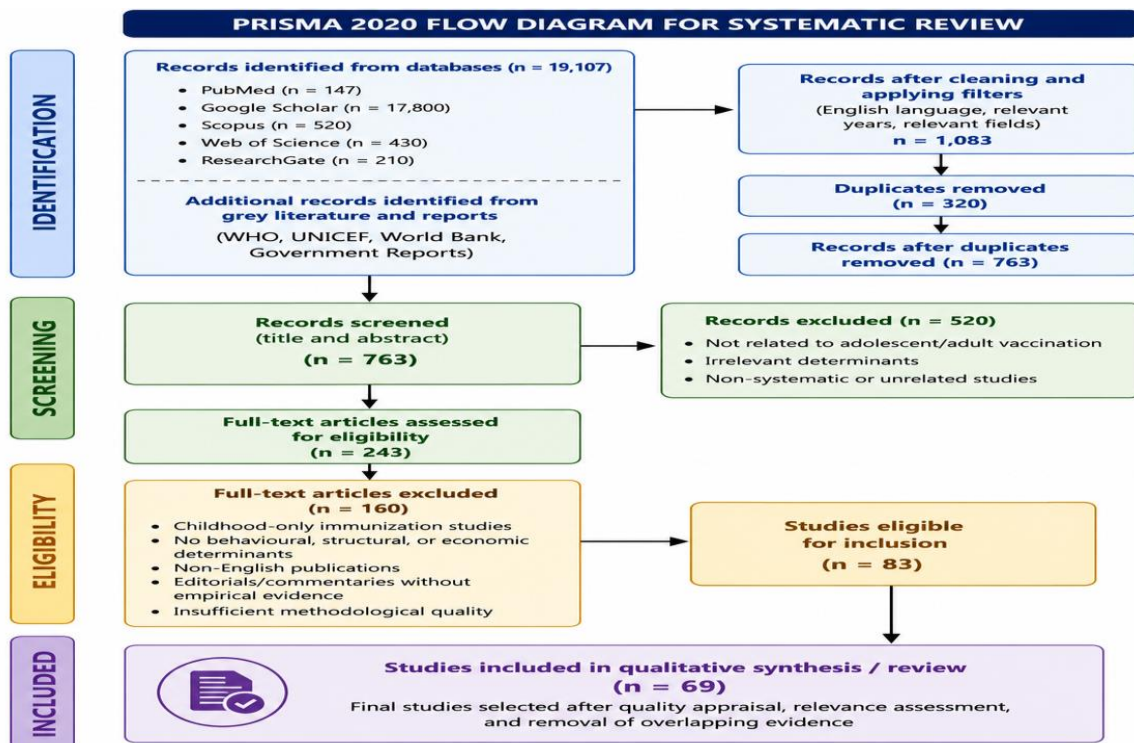 PRISMA 2020 FLOW DIAGRAM FOR SYSTEMATIC REVIEW
IDENTIFICATION
Records identified from databases (n = 19,107)
• PubMed (n = 147)
• Google Scholar (n = 17,800)
• Scopus (n = 520)
• Web of Science (n = 430)
• ResearchGate (n = 210)
Additional records identified from
grey literature and reports
(WHO, UNICEF, World Bank,
Government Reports)
Records after cleaning and
applying filters
(English language, relevant
years, relevant fields)
n = 1,083
Duplicates removed
(n = 320)
Records after duplicates
removed (n = 763)
SCREENING
Records screened
(title and abstract)
(n = 763)
Records excluded (n = 520)
• Not related to adolescent/adult vaccination
• Irrelevant determinants
• Non-systematic or unrelated studies
Full-text articles assessed
for eligibility
(n = 243)
ELIGIBILITY
Full-text articles excluded
(n = 160)
• Childhood-only immunization studies
• No behavioural, structural, or economic
determinants
• Non-English publications
• Editorials/commentaries without
empirical evidence
• Insufficient methodological quality
Studies eligible
for inclusion
(n = 83)
INCLUDED
Studies included in qualitative synthesis / review
(n = 69)
Final studies selected after quality appraisal, relevance assessment,
and removal of overlapping evidence